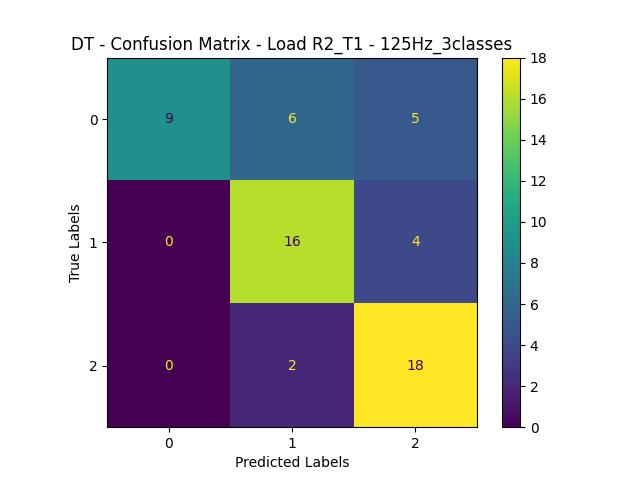 DT - Confusion Matrix - Load R2_T1 - 125Hz_3classes
0 9 6 5
1 0 16 4
2 0 2 18
0 1 2
True Labels
Predicted Labels
18
16
14
12
10
8
6
4
2
0